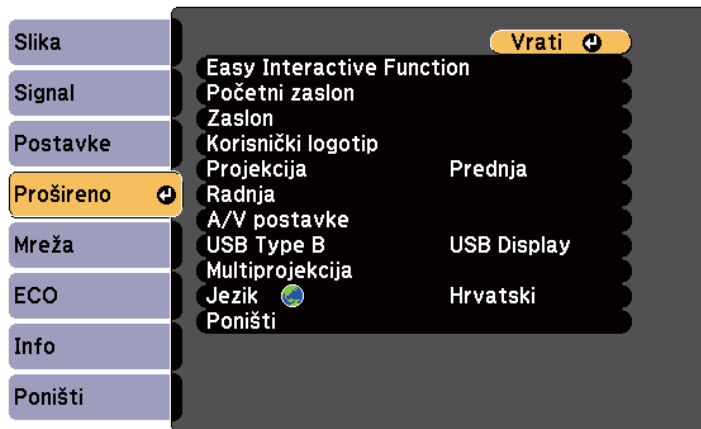 Slika
Signal
Postavke
Prošireno
Mreža
ECO
Info
Poništi
Vrati
Easy Interactive Function
Početni zaslon
Zaslon
Korisnički logotip
Projekcija Prednja
Radnja
A/V postavke
USB Type B USB Display
Multiprojekcija
Jezik Hrvatski
Poništi